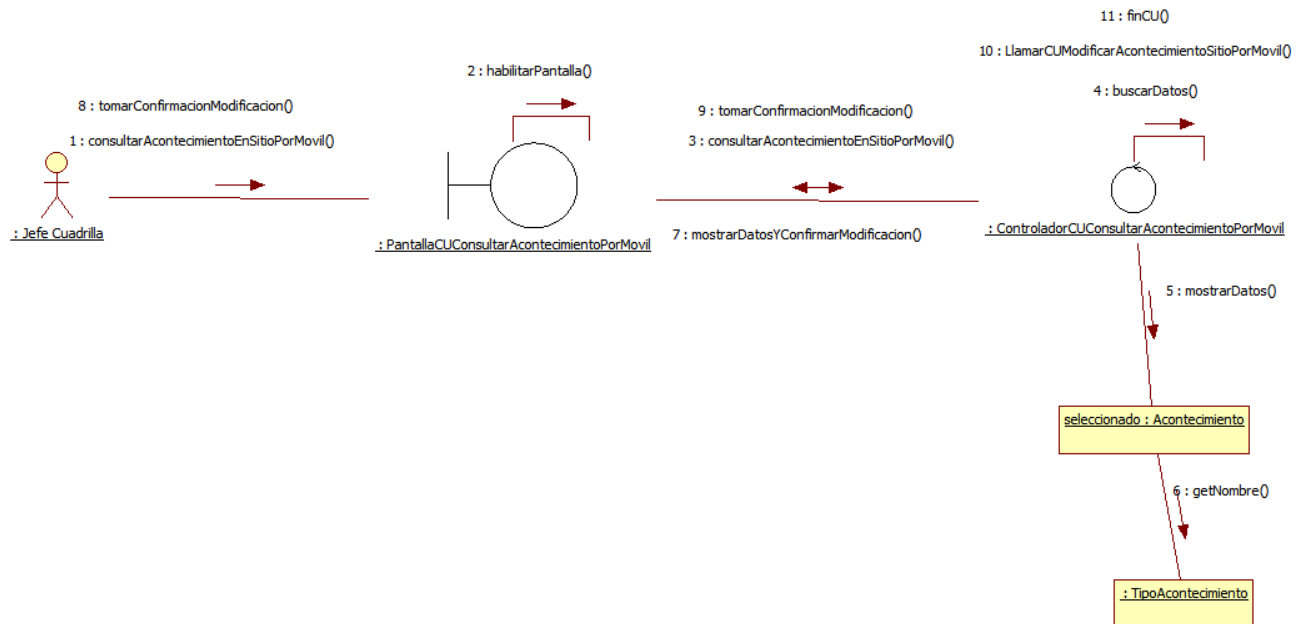 11 : finCU()
10 : LlamarCUModificarAcontecimientoSitioPorMovil()
2 : habilitarPantalla()
4 : buscarDatos()
8 : tomarConfirmacionModificacion()
9 : tomarConfirmacionModificacion()
1 : consultarAcontecimientoEnSitioPorMovil()
3 : consultarAcontecimientoEnSitioPorMovil()
: Jefe Cuadrilla
: PantallaCUConsultarAcontecimientoPorMovil
7 : mostrarDatosYConfirmarModificacion()
: ControladorCUConsultarAcontecimientoPorMovil
5 : mostrarDatos()
seleccionado : Acontecimiento
6 : getNombre()
: TipoAcontecimiento